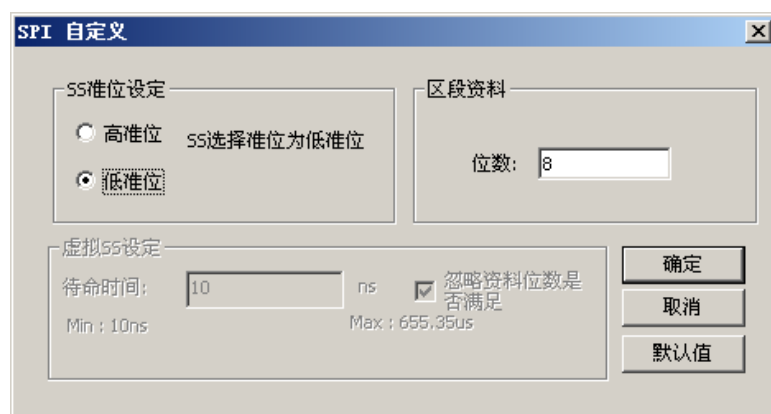 SPI 自定义
SS准位设定
高准位
SS选择准位为低准位
低准位
区段资料
位数: 8
虚拟SS设定
待命时间: 10 ns
忽略资料位数是
否满足
Min : 10ns
Max : 655.35us
确定
取消
默认值